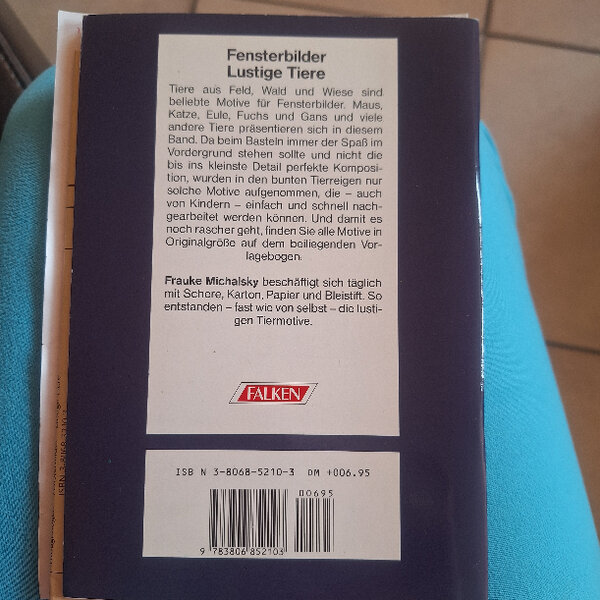 Fensterbilder
Lustige Tiere
Tiere aus Feld, Wald und Wiese sind
beliebte Motive für Fensterbilder. Maus,
Katze, Eule, Fuchs und Gans und viele
andere Tiere präsentieren sich in diesem
Band. Da beim Basteln immer der Spaß im
Vordergrund stehen sollte und nicht die
bis ins kleinste Detail perfekte Komposi-
tion, wurden in den bunten Tierreigen nur
solche Motive aufgenommen, die – auch
von Kindern – einfach und schnell nach-
gearbeitet werden können. Und damit es
noch rascher geht, finden Sie alle Motive in
Originalgröße auf dem beiliegenden Vor-
lagebogen.
Frauke Michalsky beschäftigt sich täglich
mit Schere, Karton, Papier und Bleistift. So
entstanden – fast wie von selbst – die lusti-
gen Tiermotive.
FALKEN
ISBN 3-8068-5210-3 DM +006.95
00695
9 783806 852103